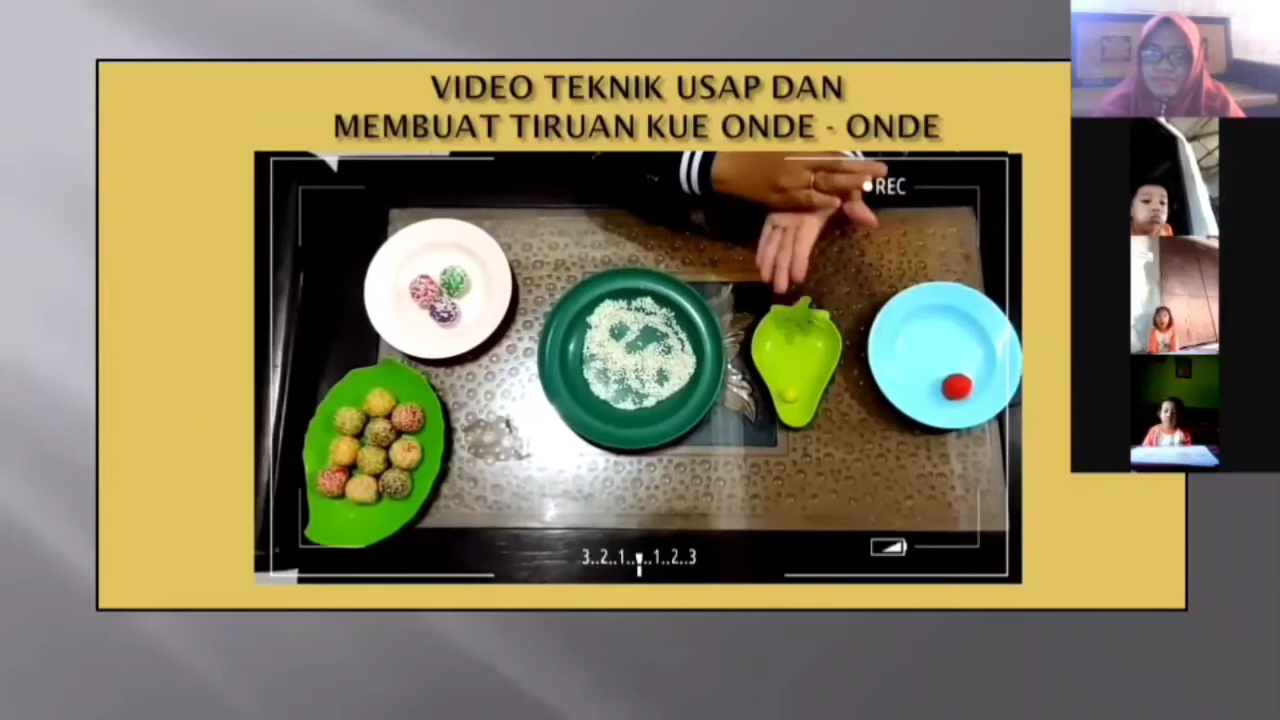 VIDEO TEKNIK USAP DAN
MEMBUAT TIRUAN KUE ONDE - ONDE
REC
3..2..1....1..2..3